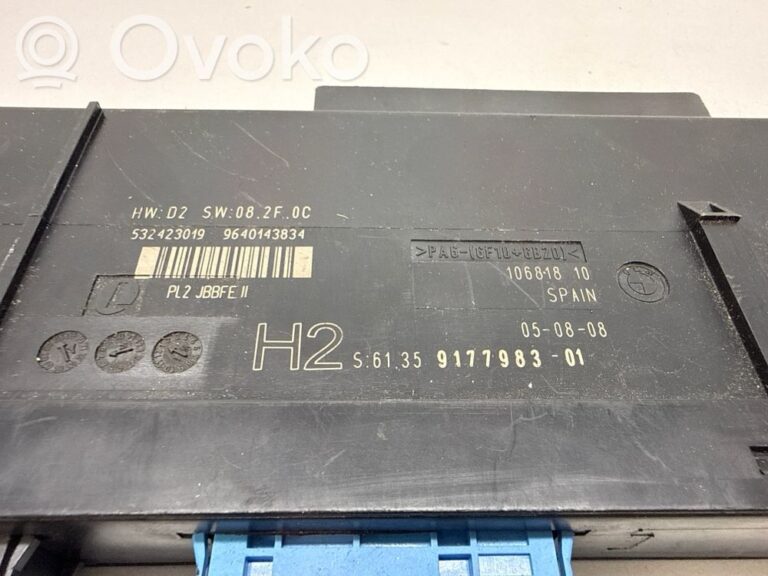 Ovoko
HW:D2 SW:08.2F.0C
532423019 9640143834
PL2 JBBFE II
>PA6-(GF10+GB20)<
106818 10
SPAIN
05-08-08
H2 S:61.35 9177983-01